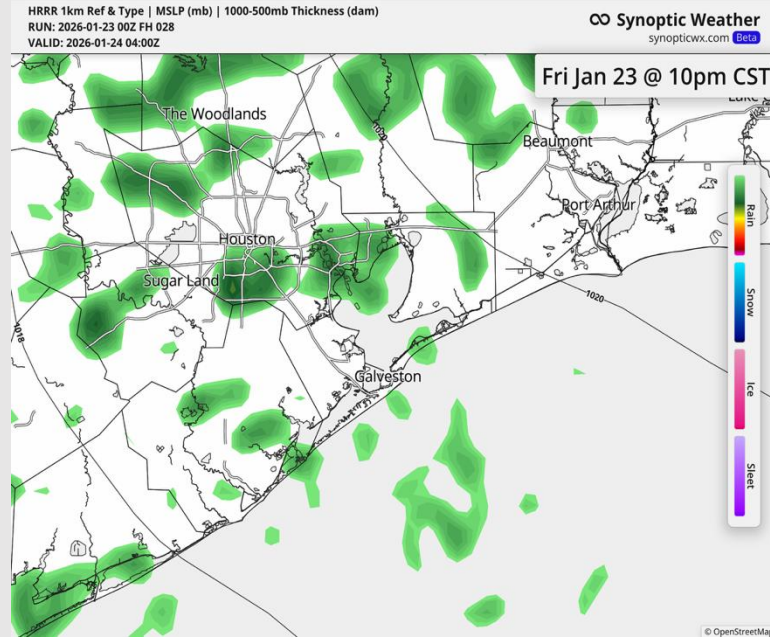 HRRR 1km Ref & Type | MSLP (mb) | 1000-500mb Thickness (dam)
RUN: 2026-01-23 00Z FH 028
VALID: 2026-01-24 04:00Z
Synoptic Weather
synopticwx.com Beta
Fri Jan 23 @ 10pm CST
The Woodlands
Beaumont
Port Arthur
Houston
Sugar Land
Galveston
1020
1018
Rain
Snow
Ice
Sleet
© OpenStreetMap